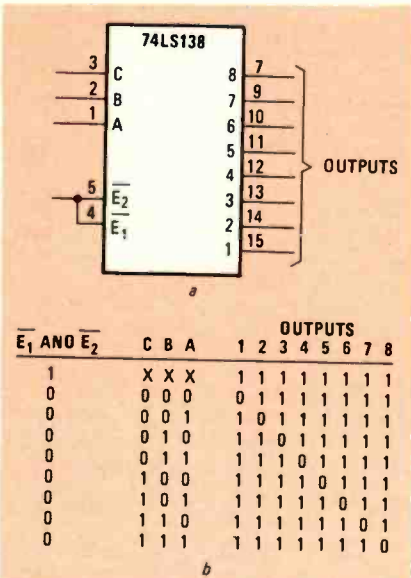 74LS138
3 C 8 7
2 B 7 9
1 A 6 10
5 11
4 12
5 E̅2̅ 3 13
4 E̅1̅ 2 14
1 15
OUTPUTS
a
OUTPUTS
E̅1̅ AND E̅2̅ C B A 1 2 3 4 5 6 7 8
1 X X X 1 1 1 1 1 1 1 1
0 0 0 0 0 1 1 1 1 1 1 1
0 0 0 1 1 0 1 1 1 1 1 1
0 0 1 0 1 1 0 1 1 1 1 1
0 0 1 1 1 1 1 0 1 1 1 1
0 1 0 0 1 1 1 1 0 1 1 1
0 1 0 1 1 1 1 1 1 0 1 1
0 1 1 0 1 1 1 1 1 1 0 1
0 1 1 1 1 1 1 1 1 1 1 0
b